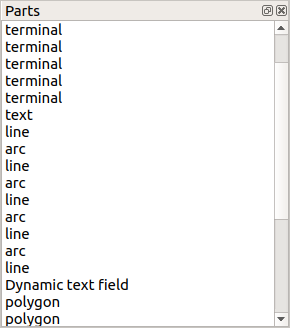 Parts
terminal
terminal
terminal
terminal
terminal
text
line
arc
line
arc
line
arc
line
arc
line
Dynamic text field
polygon
polygon